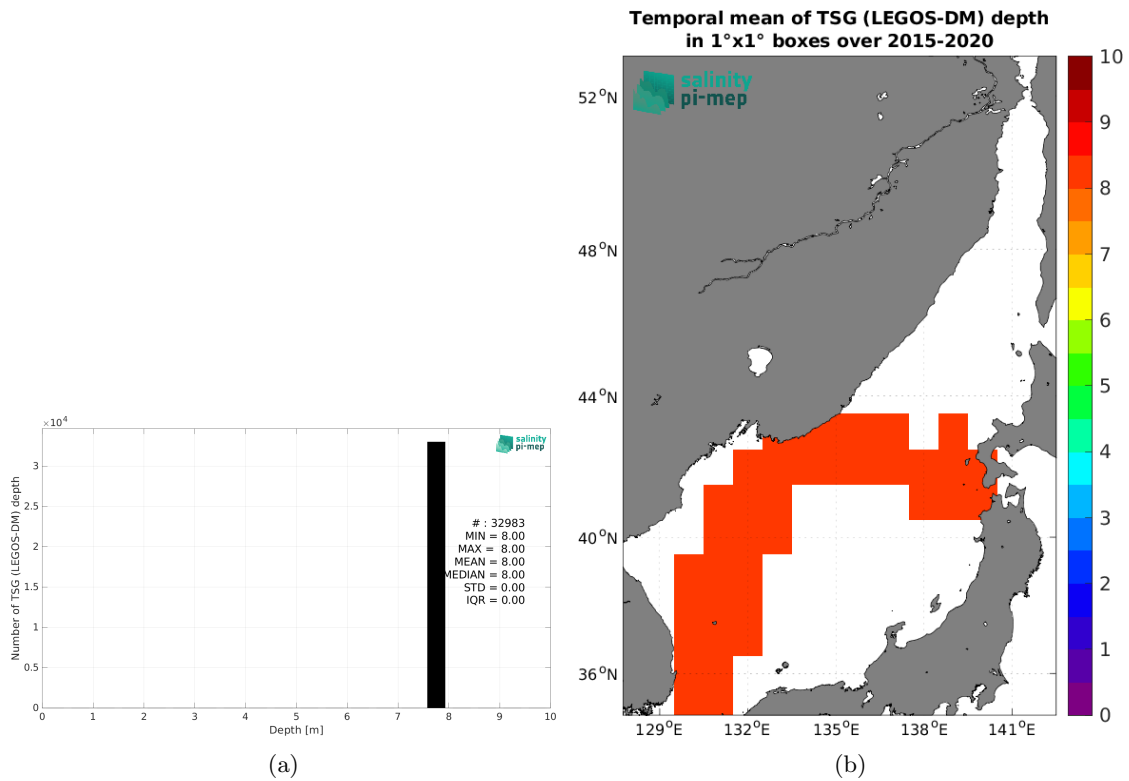 Temporal mean of TSG (LEGOS-DM) depth
in 1°x1° boxes over 2015-2020
salinity
pi-mep
52°N
48°N
44°N
40°N
36°N
129°E
132°E
135°E
138°E
141°E
10
9
8
7
6
5
4
3
2
1
0
×10⁴
3
2.5
2
1.5
1
0.5
0
Number of TSG (LEGOS-DM) depth
salinity
pi-mep
# : 32983
MIN = 8.00
MAX = 8.00
MEAN = 8.00
MEDIAN = 8.00
STD = 0.00
IQR = 0.00
0
1
2
3
4
5
6
7
8
9
10
Depth [m]
(a)
(b)